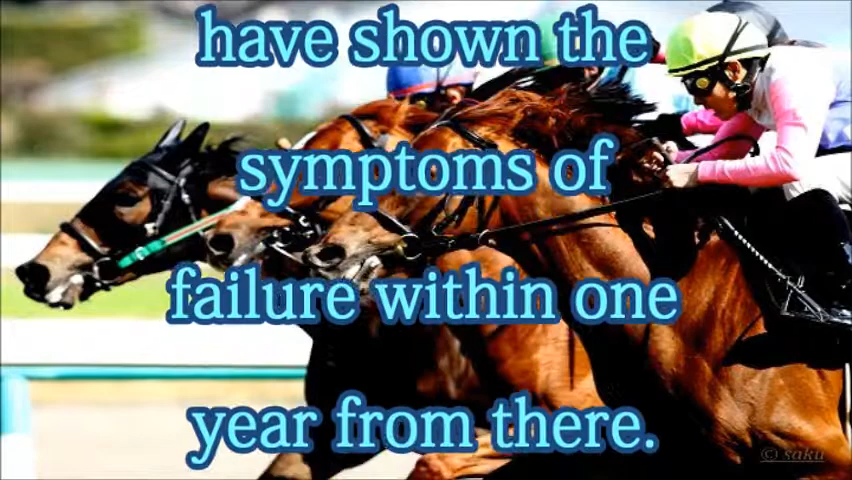 have shown the
symptoms of
failure within one
year from there.
© saku